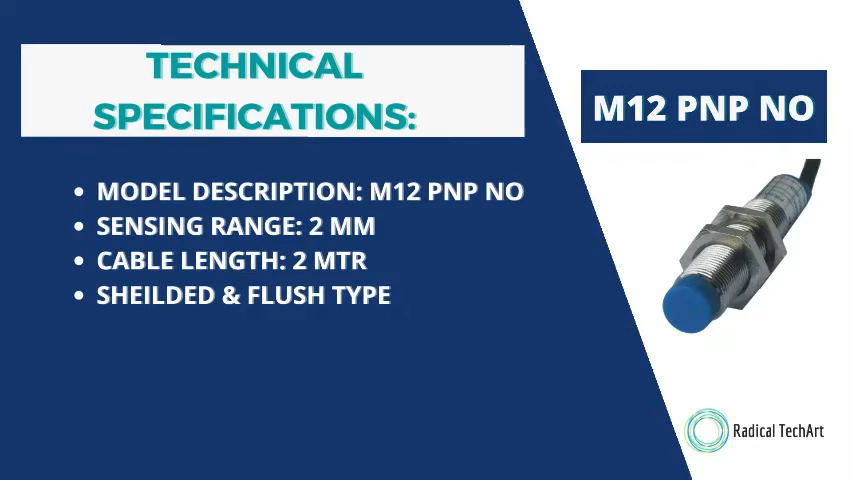 TECHNICAL
SPECIFICATIONS:
M12 PNP NO
• MODEL DESCRIPTION: M12 PNP NO
• SENSING RANGE: 2 MM
• CABLE LENGTH: 2 MTR
• SHEILDED & FLUSH TYPE
Radical TechArt